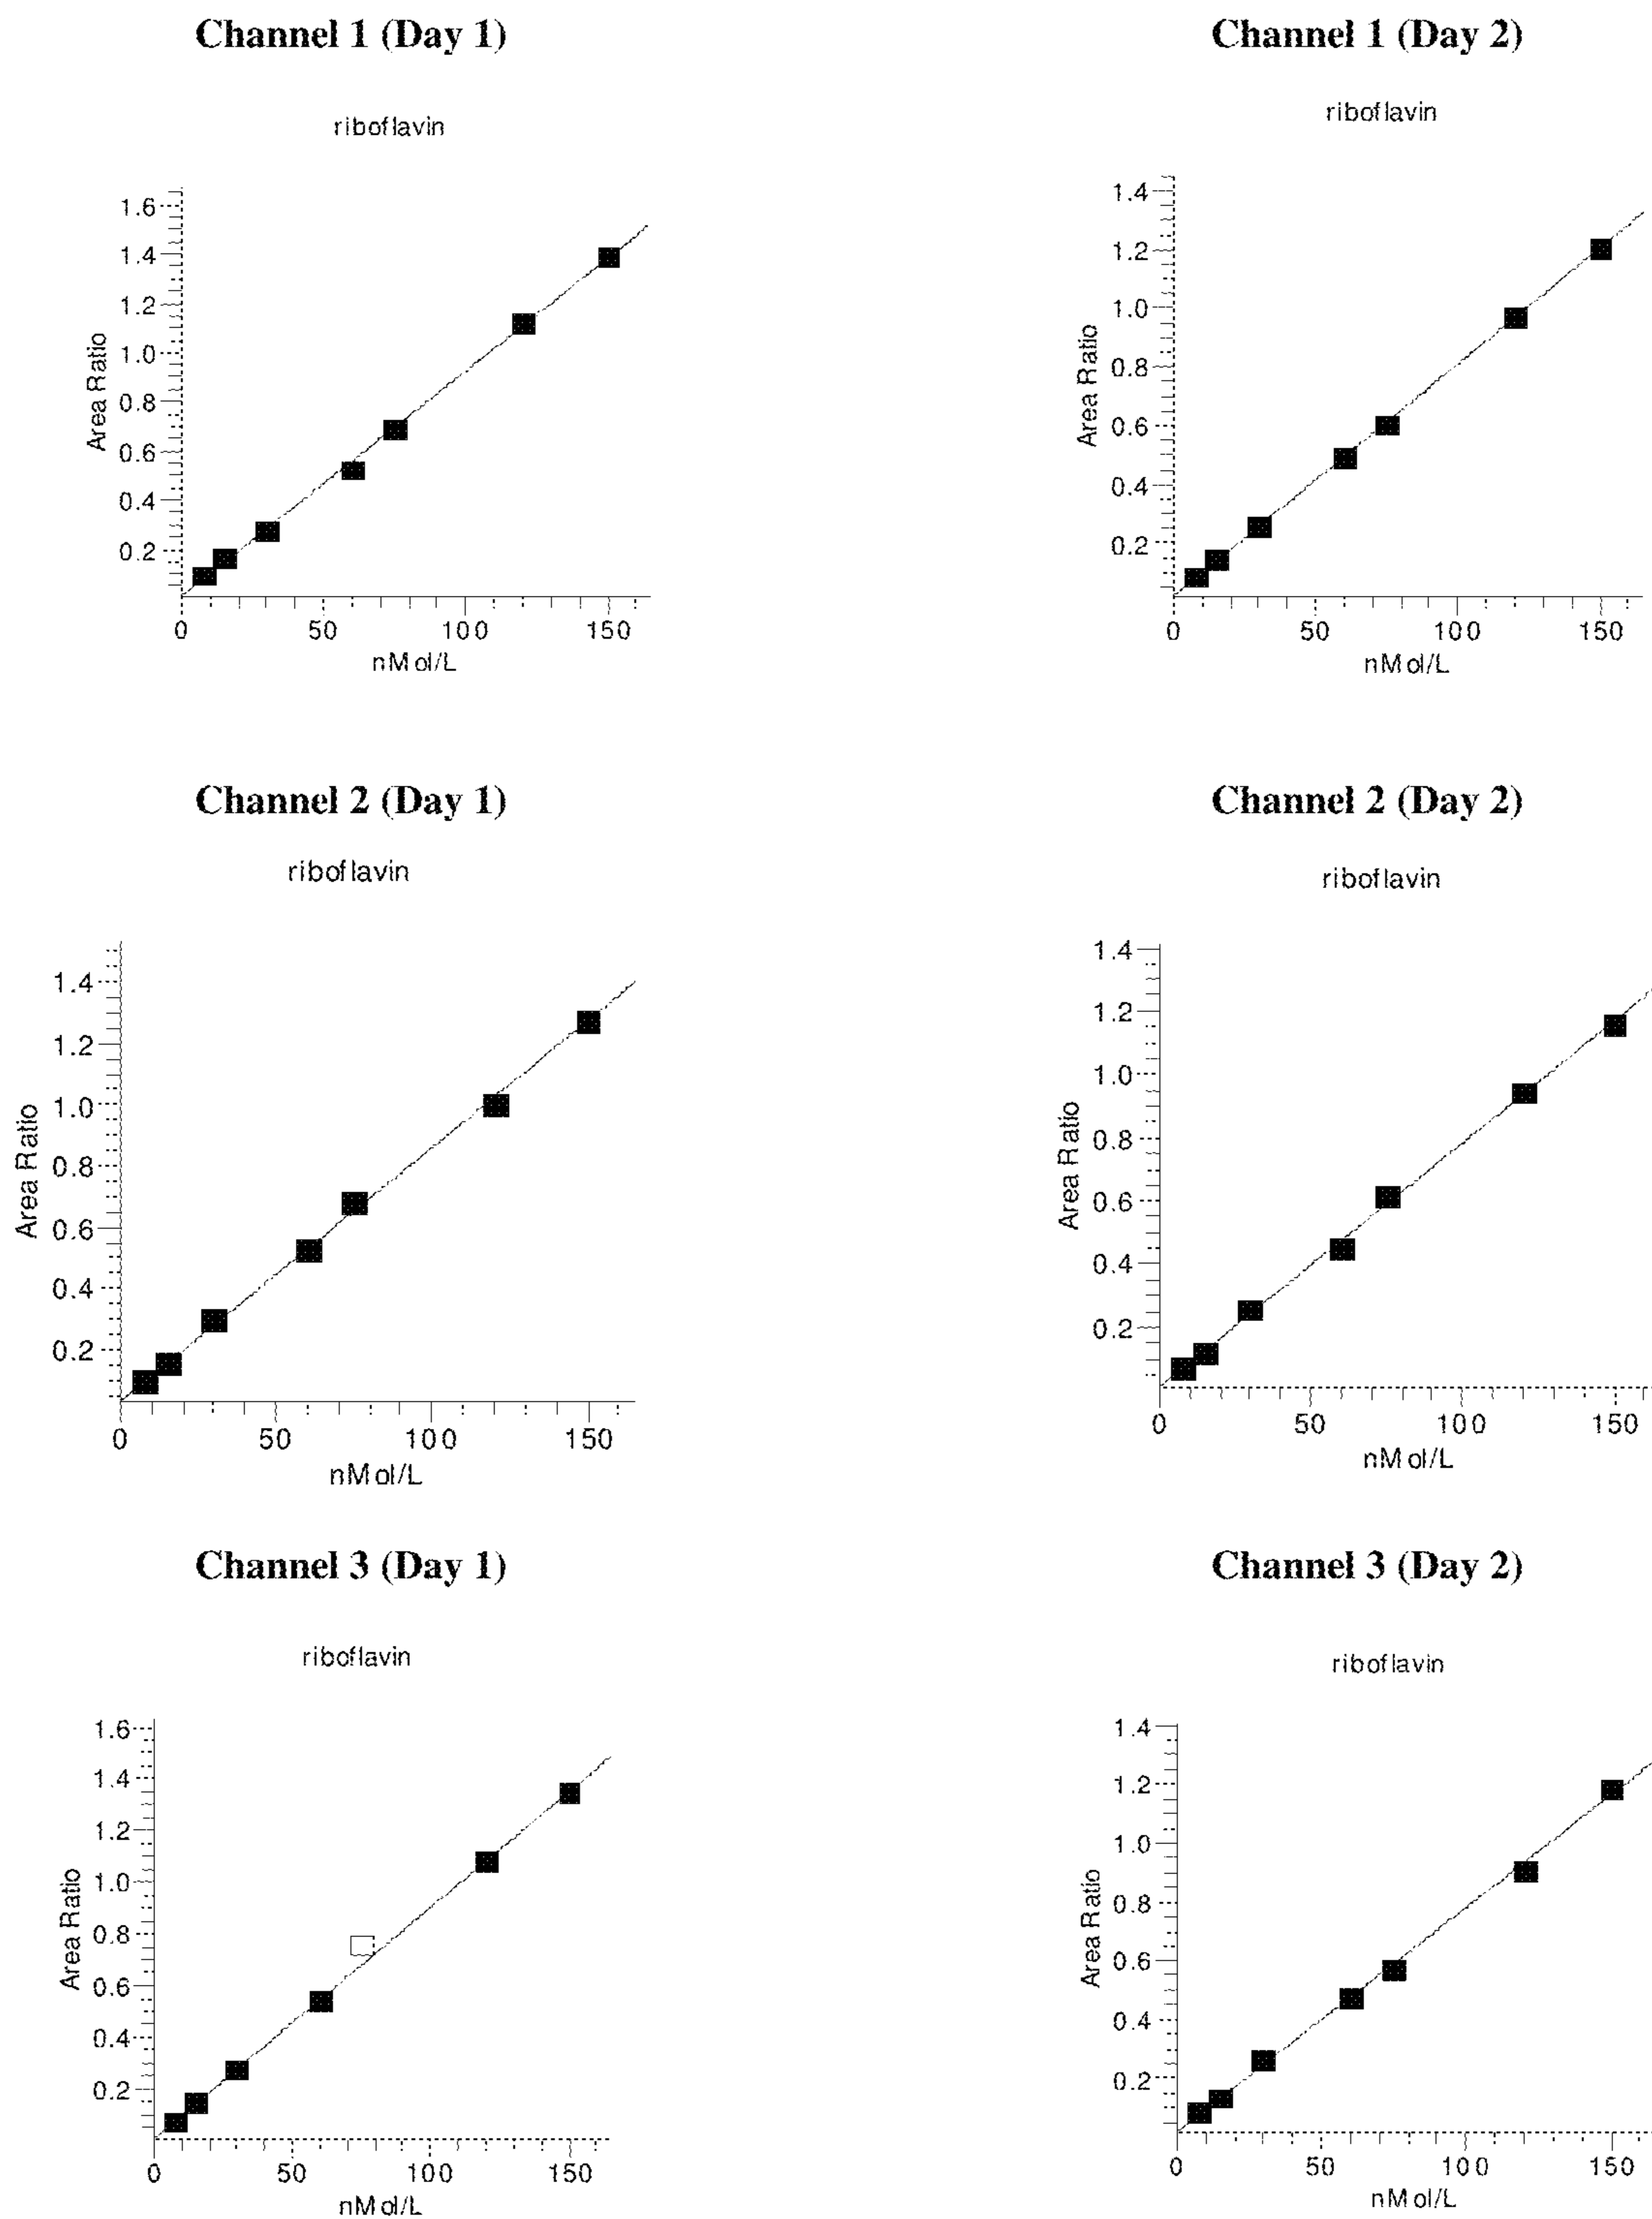 Channel 1 (Day 1)
riboflavin
1.6
1.4
1.2
1.0
0.8
0.6
0.4
0.2
Area Ratio
0 50 100 150
nMol/L
Channel 1 (Day 2)
riboflavin
1.4
1.2
1.0
0.8
0.6
0.4
0.2
Area Ratio
0 50 100 150
nMol/L
Channel 2 (Day 1)
riboflavin
1.4
1.2
1.0
0.8
0.6
0.4
0.2
Area Ratio
0 50 100 150
nMol/L
Channel 2 (Day 2)
riboflavin
1.4
1.2
1.0
0.8
0.6
0.4
0.2
Area Ratio
0 50 100 150
nMol/L
Channel 3 (Day 1)
riboflavin
1.6
1.4
1.2
1.0
0.8
0.6
0.4
0.2
Area Ratio
0 50 100 150
nMol/L
Channel 3 (Day 2)
riboflavin
1.4
1.2
1.0
0.8
0.6
0.4
0.2
Area Ratio
0 50 100 150
nMol/L